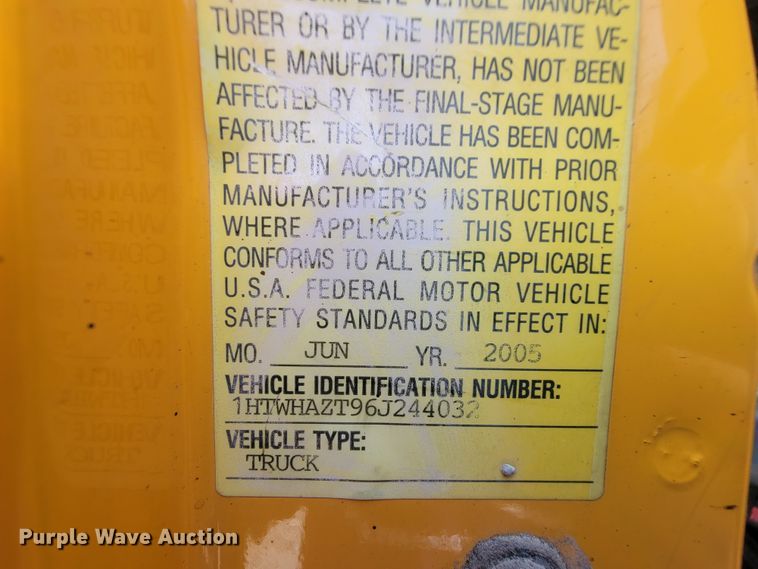 COMPLETE VEHICLE MANUFAC-
TURER OR BY THE INTERMEDIATE VE-
HICLE MANUFACTURER, HAS NOT BEEN
AFFECTED BY THE FINAL-STAGE MANU-
FACTURE. THE VEHICLE HAS BEEN COM-
PLETED IN ACCORDANCE WITH PRIOR
MANUFACTURER'S INSTRUCTIONS,
WHERE APPLICABLE. THIS VEHICLE
CONFORMS TO ALL OTHER APPLICABLE
U.S.A. FEDERAL MOTOR VEHICLE
SAFETY STANDARDS IN EFFECT IN:
MO. JUN YR. 2005
VEHICLE IDENTIFICATION NUMBER:
1HTWHAZT96J244032
VEHICLE TYPE:
TRUCK
Purple Wave Auction